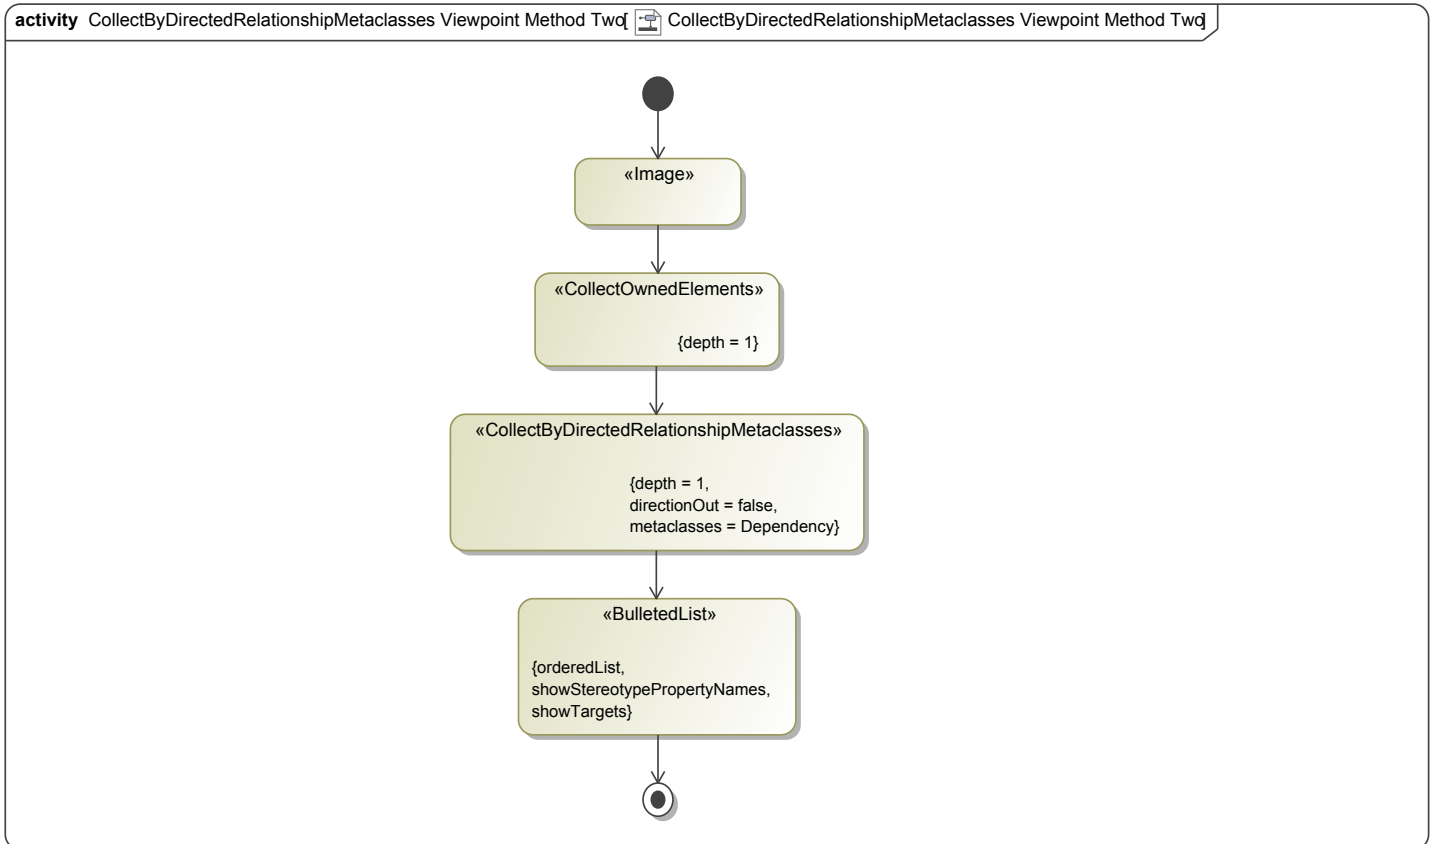 activity CollectByDirectedRelationshipMetaclasses Viewpoint Method Two[ CollectByDirectedRelationshipMetaclasses Viewpoint Method Two]
«Image»
«CollectOwnedElements»
{depth = 1}
«CollectByDirectedRelationshipMetaclasses»
{depth = 1,
directionOut = false,
metaclasses = Dependency}
«BulletedList»
{orderedList,
showStereotypePropertyNames,
showTargets}